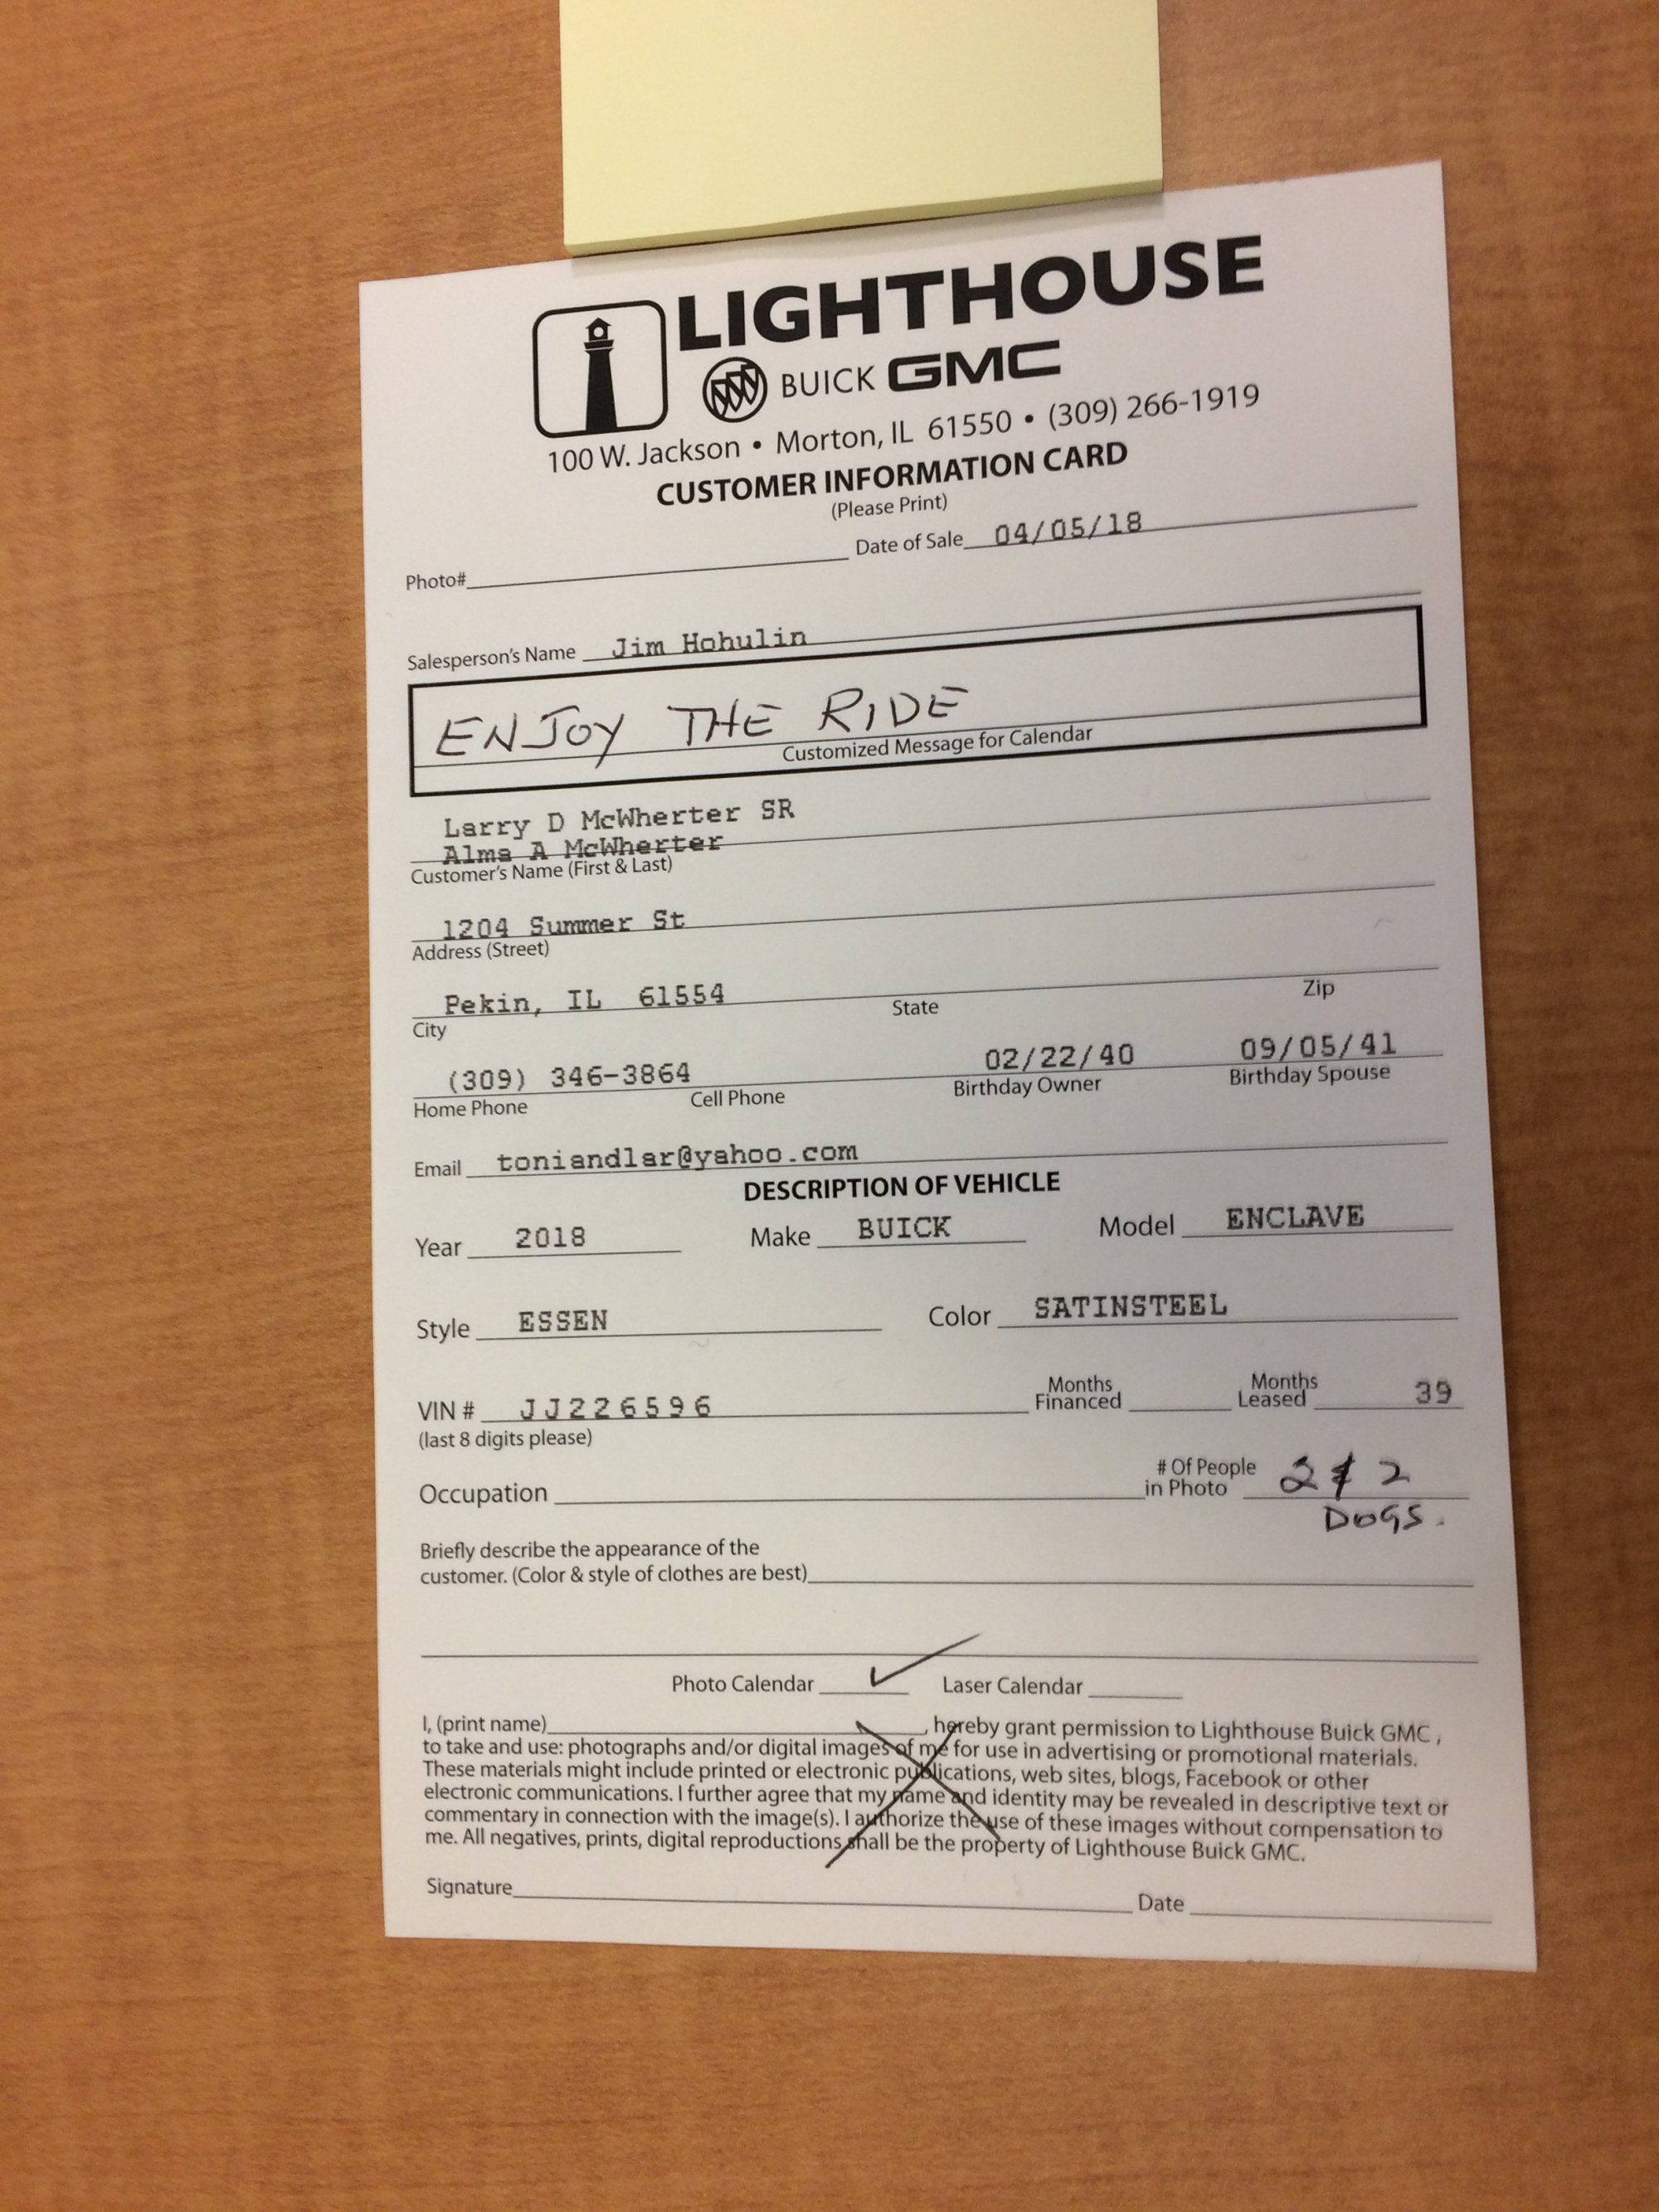 LIGHTHOUSE
BUICK GMC
100 W. Jackson • Morton, IL 61550 • (309) 266-1919
CUSTOMER INFORMATION CARD
(Please Print)
Photo# Date of Sale 04/05/18
Salesperson's Name Jim Hohulin
ENJOY THE RIDE
Customized Message for Calendar
Larry D McWherter SR
Alma A McWherter
Customer's Name (First & Last)
1204 Summer St
Address (Street)
Pekin, IL 61554
City State Zip
(309) 346-3864 02/22/40 09/05/41
Home Phone Cell Phone Birthday Owner Birthday Spouse
Email toniandlar@yahoo.com
DESCRIPTION OF VEHICLE
Year 2018 Make BUICK Model ENCLAVE
Style ESSEN Color SATINSTEEL
VIN # JJ226596 Months Financed Months Leased 39
(last 8 digits please)
Occupation # Of People in Photo 2 & 2
DOGS.
Briefly describe the appearance of the
customer. (Color & style of clothes are best)
Photo Calendar ✓ Laser Calendar
I, (print name) , hereby grant permission to Lighthouse Buick GMC ,
to take and use: photographs and/or digital images of me for use in advertising or promotional materials.
These materials might include printed or electronic publications, web sites, blogs, Facebook or other
electronic communications. I further agree that my name and identity may be revealed in descriptive text or
commentary in connection with the image(s). I authorize the use of these images without compensation to
me. All negatives, prints, digital reproductions shall be the property of Lighthouse Buick GMC.
Signature Date